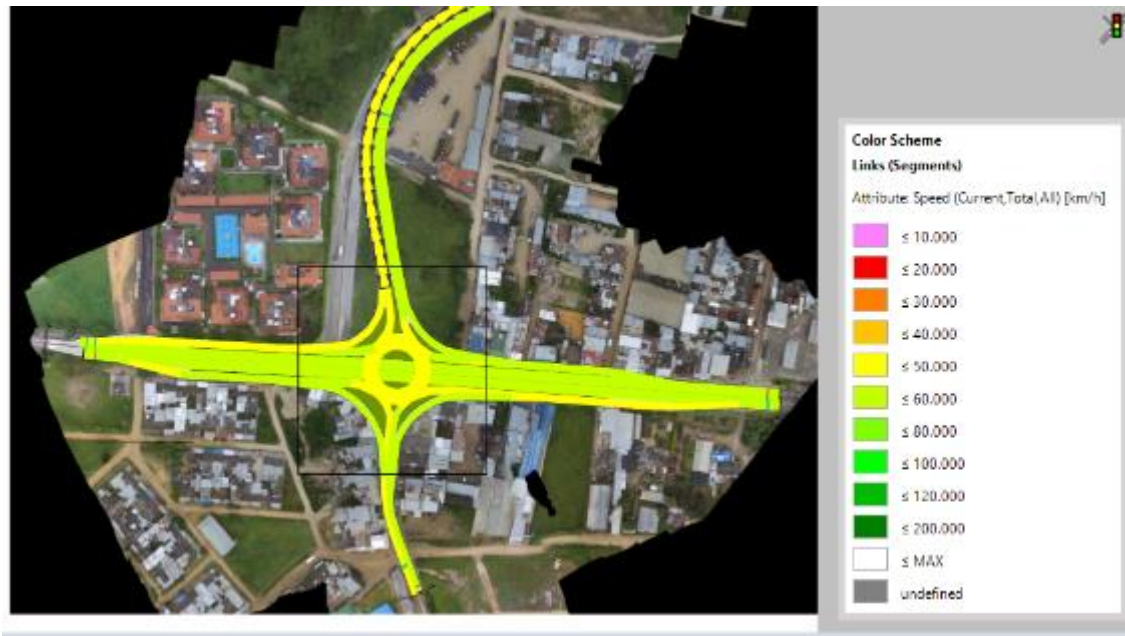 Color Scheme
Links (Segments)
Attribute: Speed (Current,Total,All) [km/h]
≤ 10.000
≤ 20.000
≤ 30.000
≤ 40.000
≤ 50.000
≤ 60.000
≤ 80.000
≤ 100.000
≤ 120.000
≤ 200.000
≤ MAX
undefined